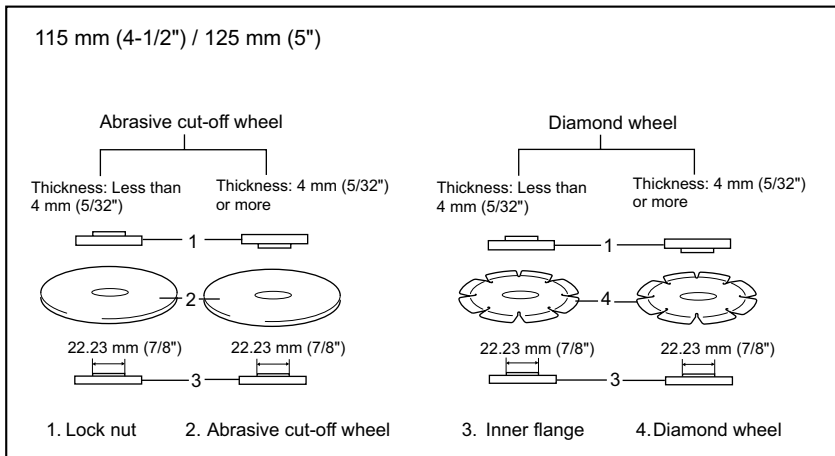 115 mm (4-1/2") / 125 mm (5")
Abrasive cut-off wheel
Diamond wheel
Thickness: Less than
4 mm (5/32")
Thickness: 4 mm (5/32")
or more
Thickness: Less than
4 mm (5/32")
Thickness: 4 mm (5/32")
or more
1
1
2
4
22.23 mm (7/8")
22.23 mm (7/8")
22.23 mm (7/8")
22.23 mm (7/8")
3
3
1. Lock nut 2. Abrasive cut-off wheel 3. Inner flange 4.Diamond wheel